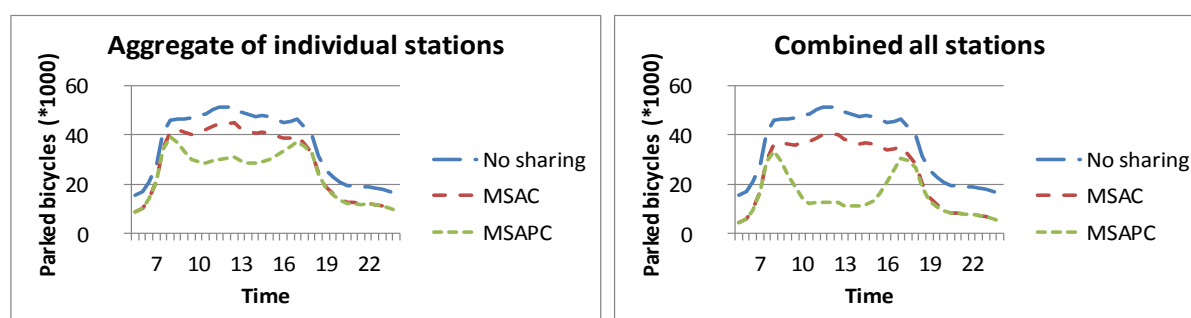 Aggregate of individual stations
Parked bicycles (*1000)
60
40
20
0
7 10 13 16 19 22
Time
No sharing
MSAC
MSAPC
Combined all stations
Parked bicycles (*1000)
60
40
20
0
7 10 13 16 19 22
Time
No sharing
MSAC
MSAPC